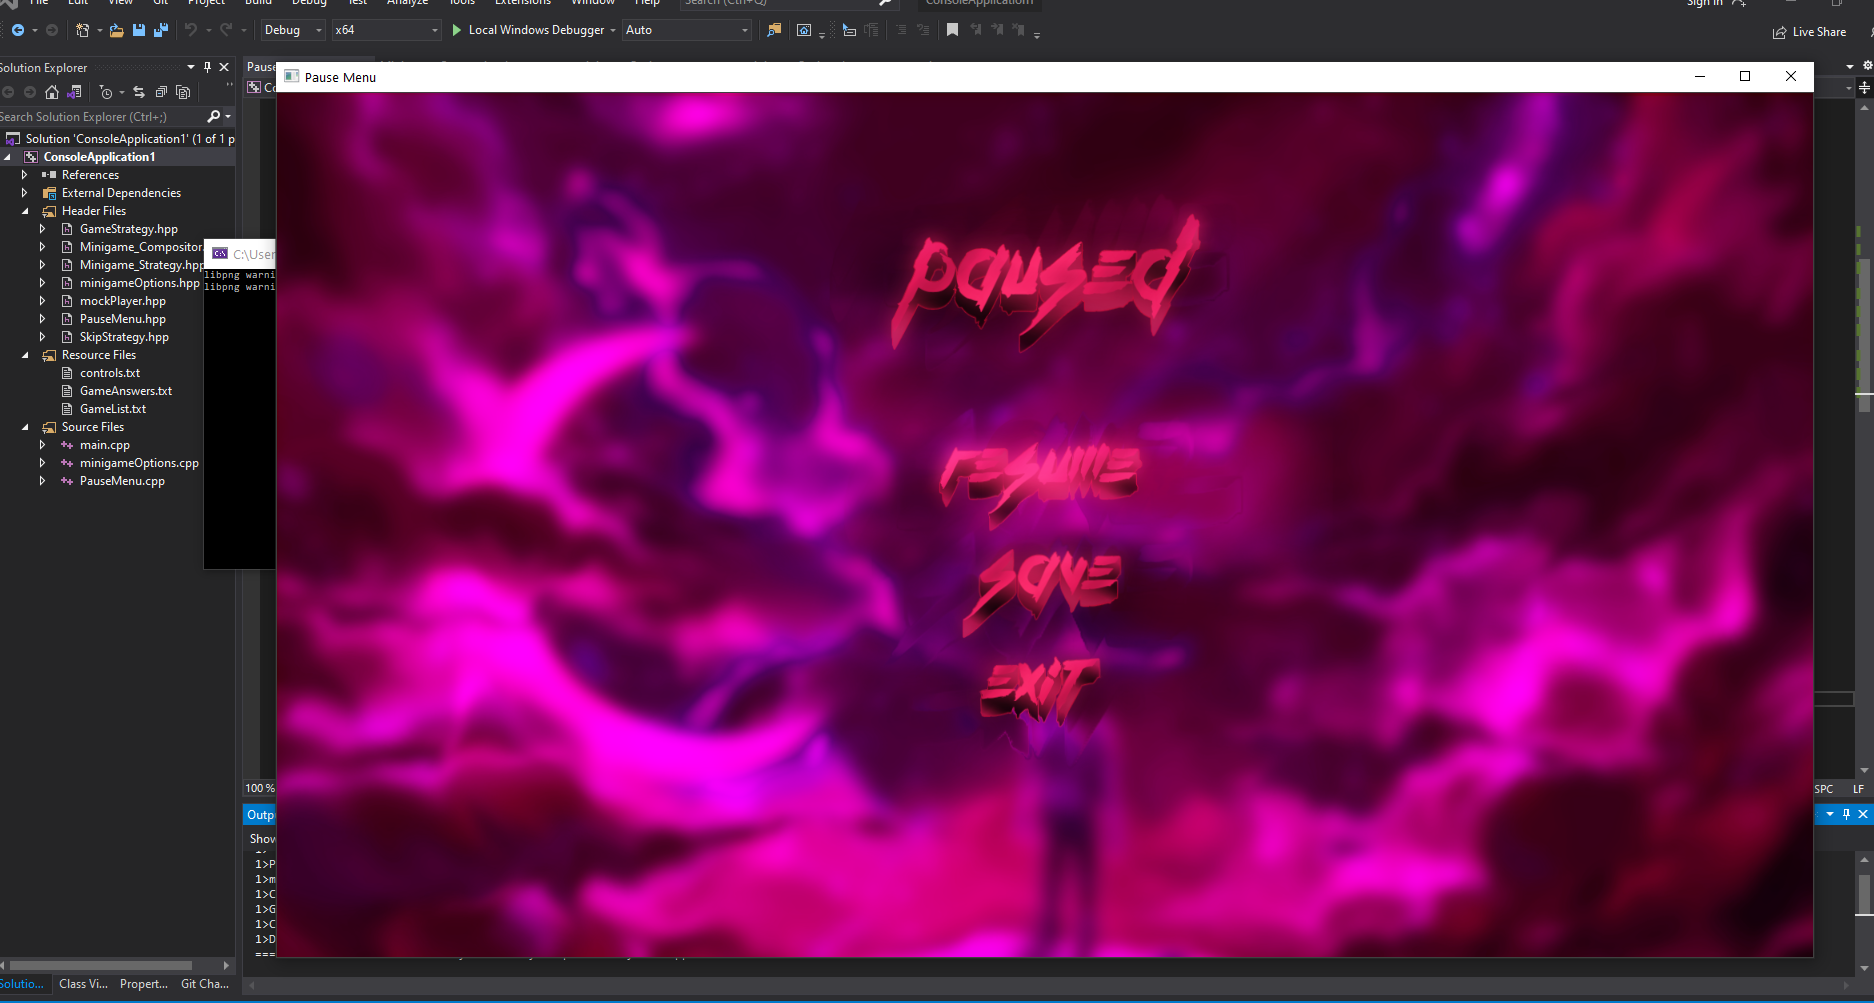 File Edit View Git Project Build Debug Test Analyze Tools Extensions Window Help Search (Ctrl+Q) ConsoleApplication1 Sign in
Debug x64 Local Windows Debugger Auto Live Share
Solution Explorer
Search Solution Explorer (Ctrl+;)
Solution 'ConsoleApplication1' (1 of 1 p
ConsoleApplication1
References
External Dependencies
Header Files
GameStrategy.hpp
Minigame_Compositor.
Minigame_Strategy.hpp
minigameOptions.hpp
mockPlayer.hpp
PauseMenu.hpp
SkipStrategy.hpp
Resource Files
controls.txt
GameAnswers.txt
GameList.txt
Source Files
main.cpp
minigameOptions.cpp
PauseMenu.cpp
Solutio... Class Vi... Propert... Git Cha...
C:\User
libpng warni
libpng warni
Pause
Co
Pause Menu
paused
resume
save
exit
100 %
SPC LF
Outp
Show
1>
1>P
1>m
1>C
1>G
1>C
1>D
===